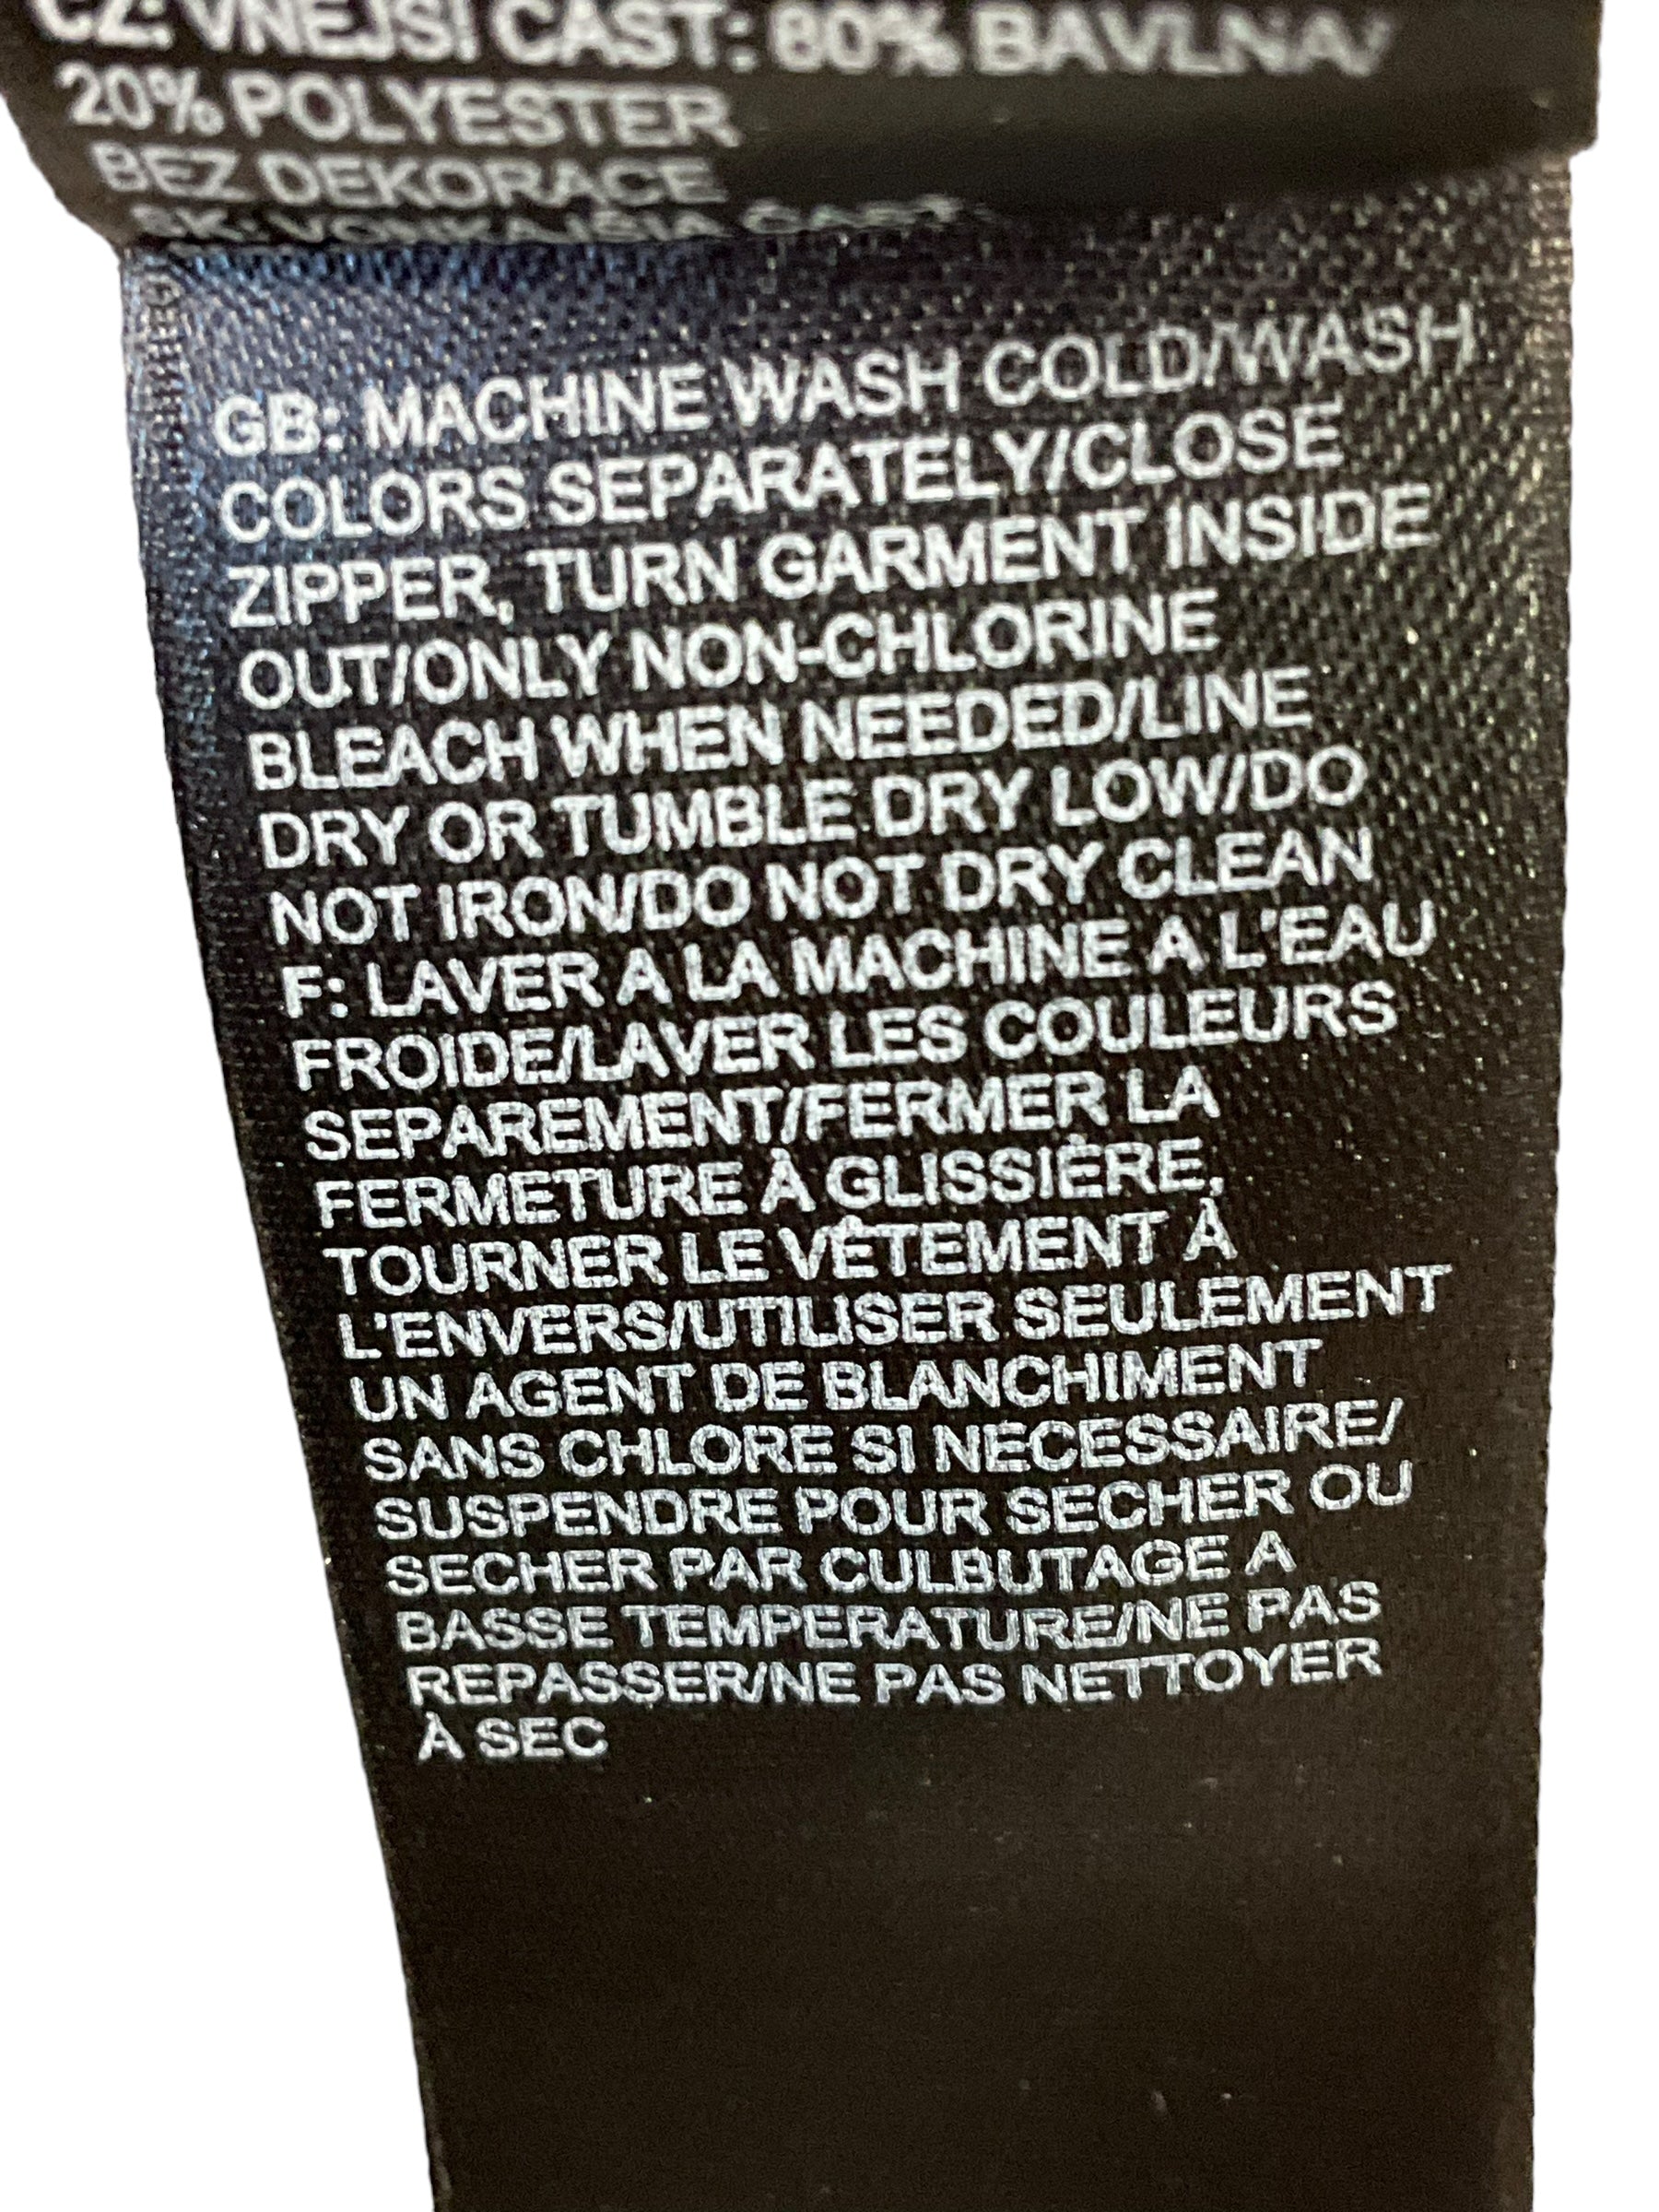 CZ: VNEJSI CAST: 80% BAVLNA/
20% POLYESTER
BEZ DEKORACE
SK: VONKAJSIA CAST:
GB: MACHINE WASH COLD/WASH
COLORS SEPARATELY/CLOSE
ZIPPER, TURN GARMENT INSIDE
OUT/ONLY NON-CHLORINE
BLEACH WHEN NEEDED/LINE
DRY OR TUMBLE DRY LOW/DO
NOT IRON/DO NOT DRY CLEAN
F: LAVER A LA MACHINE A L'EAU
FROIDE/LAVER LES COULEURS
SEPAREMENT/FERMER LA
FERMETURE À GLISSIÈRE,
TOURNER LE VÊTEMENT À
L'ENVERS/UTILISER SEULEMENT
UN AGENT DE BLANCHIMENT
SANS CHLORE SI NECESSAIRE/
SUSPENDRE POUR SECHER OU
SECHER PAR CULBUTAGE A
BASSE TEMPERATURE/NE PAS
REPASSER/NE PAS NETTOYER
À SEC